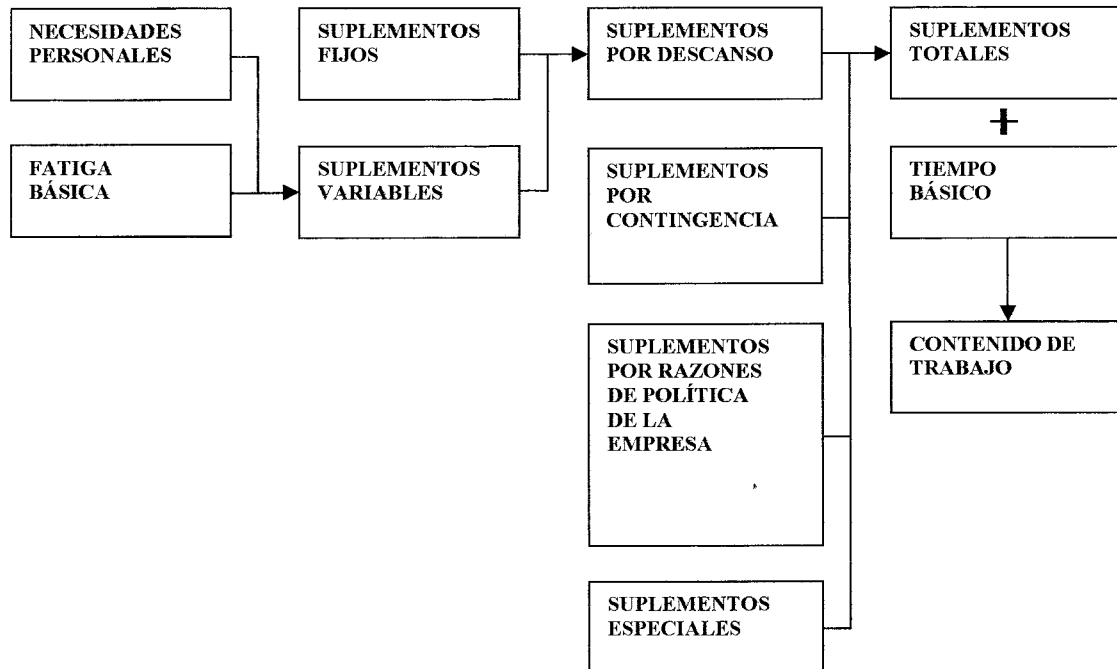 NECESIDADES
PERSONALES
SUPLEMENTOS
FIJOS
SUPLEMENTOS
POR DESCANSO
SUPLEMENTOS
TOTALES
+
FATIGA
BÁSICA
SUPLEMENTOS
VARIABLES
SUPLEMENTOS
POR
CONTINGENCIA
TIEMPO
BÁSICO
SUPLEMENTOS
POR RAZONES
DE POLÍTICA
DE LA
EMPRESA
CONTENIDO DE
TRABAJO
SUPLEMENTOS
ESPECIALES